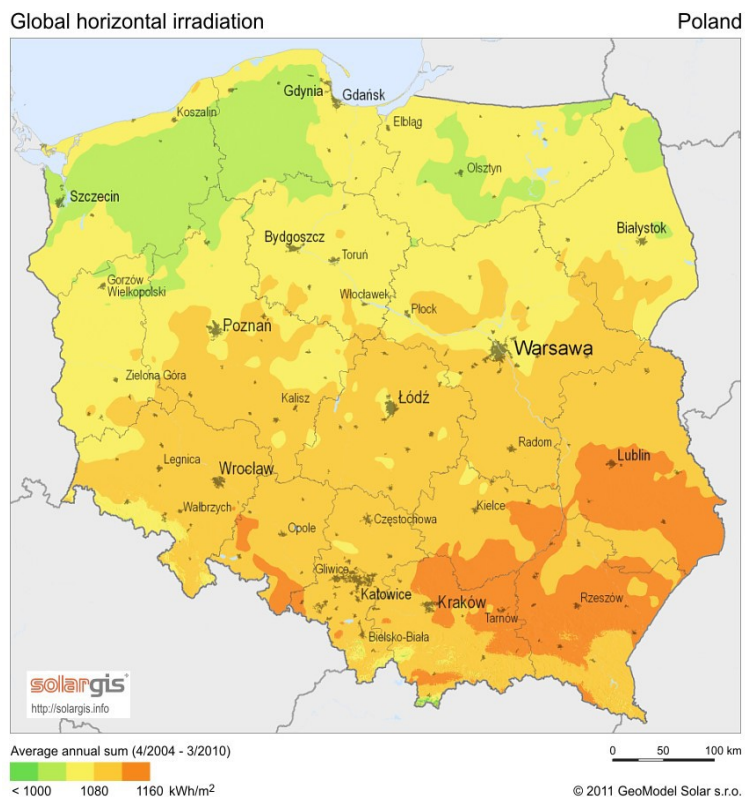 Global horizontal irradiation Poland
Gdynia
Gdańsk
Koszalin
Elbląg
Olsztyn
Szczecin
Białystok
Bydgoszcz
Toruń
Gorzów
Wielkopolski
Włocławek
Płock
Poznan
Warsawa
Zielona Góra
Kalisz
Łódź
Radom
Lublin
Legnica
Wrocław
Wałbrzych
Kielce
Opole
Częstochowa
Gliwice
Katowice
Kraków
Tarnów
Rzeszów
Bielsko-Biała
solargis
http://solargis.info
Average annual sum (4/2004 - 3/2010)
0 50 100 km
< 1000 1080 1160 kWh/m²
© 2011 GeoModel Solar s.r.o.